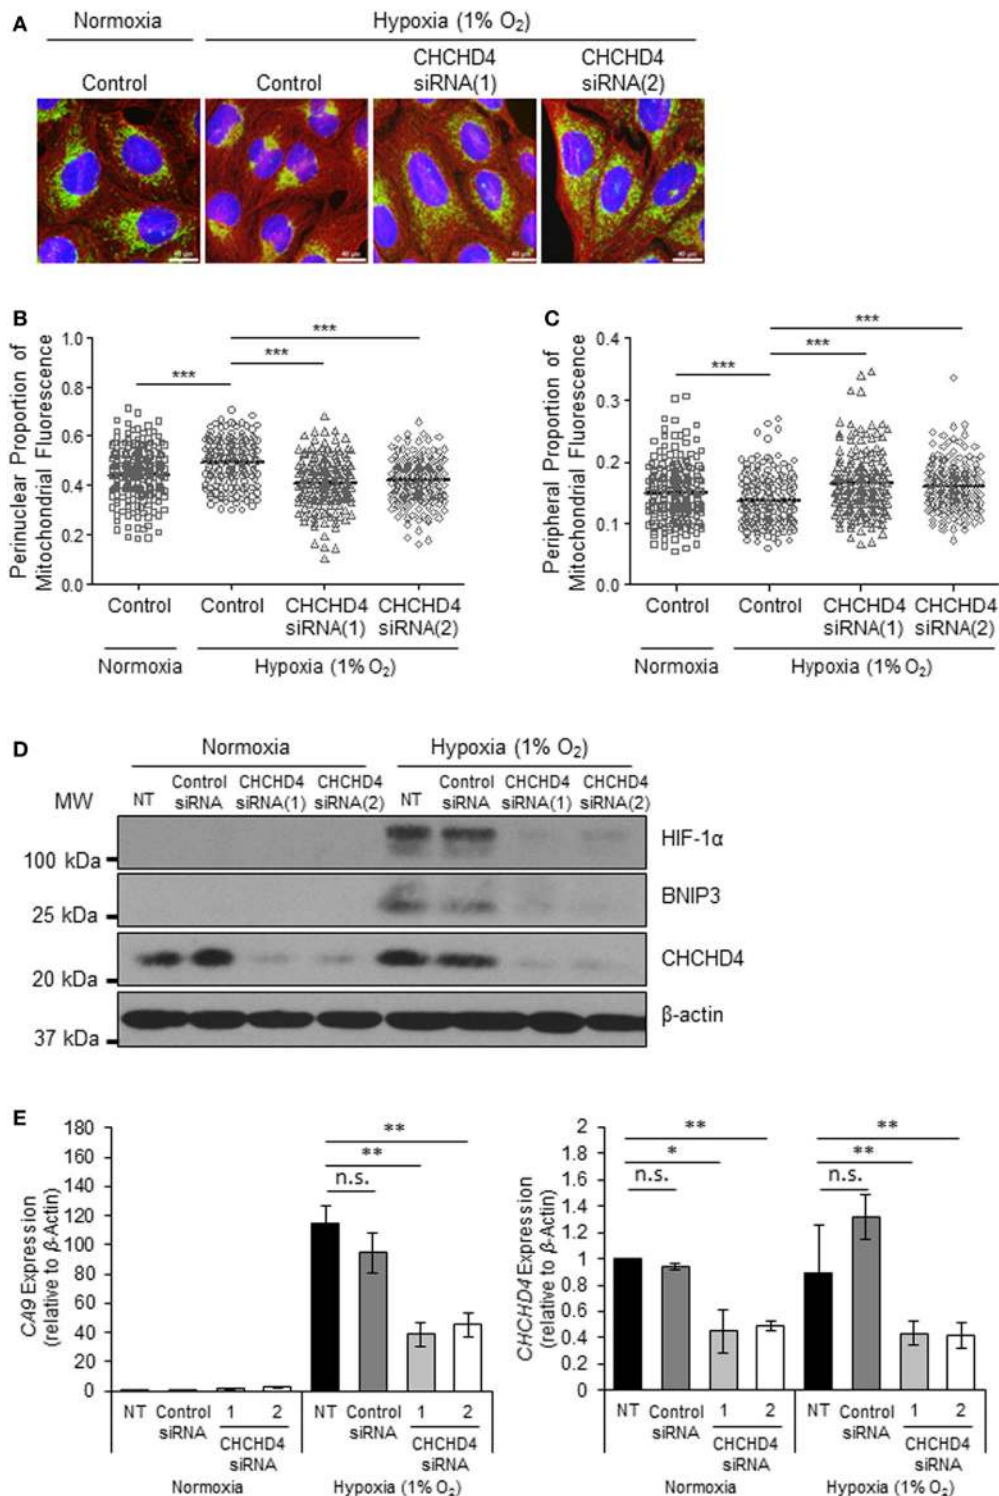 A
Normoxia
Hypoxia (1% O2)
Control
Control
CHCHD4
siRNA(1)
CHCHD4
siRNA(2)
40 µm
40 µm
40 µm
40 µm
B
Perinuclear Proportion of
Mitochondrial Fluorescence
1.0
0.8
0.6
0.4
0.2
0.0
***
***
***
Control
Control
CHCHD4
siRNA(1)
CHCHD4
siRNA(2)
Normoxia
Hypoxia (1% O2)
C
Peripheral Proportion of
Mitochondrial Fluorescence
0.4
0.3
0.2
0.1
0.0
***
***
***
Control
Control
CHCHD4
siRNA(1)
CHCHD4
siRNA(2)
Normoxia
Hypoxia (1% O2)
D
Normoxia
Hypoxia (1% O2)
MW
NT
Control
siRNA
CHCHD4
siRNA(1)
CHCHD4
siRNA(2)
NT
Control
siRNA
CHCHD4
siRNA(1)
CHCHD4
siRNA(2)
100 kDa
HIF-1α
25 kDa
BNIP3
20 kDa
CHCHD4
37 kDa
β-actin
E
CA9 Expression
(relative to β-Actin)
180
160
140
120
100
80
60
40
20
0
**
**
n.s.
NT
Control
siRNA
1
2
CHCHD4
siRNA
NT
Control
siRNA
1
2
CHCHD4
siRNA
Normoxia
Hypoxia (1% O2)
CHCHD4 Expression
(relative to β-Actin)
2
1.8
1.6
1.4
1.2
1
0.8
0.6
0.4
0.2
0
**
*
n.s.
**
**
n.s.
NT
Control
siRNA
1
2
CHCHD4
siRNA
NT
Control
siRNA
1
2
CHCHD4
siRNA
Normoxia
Hypoxia (1% O2)